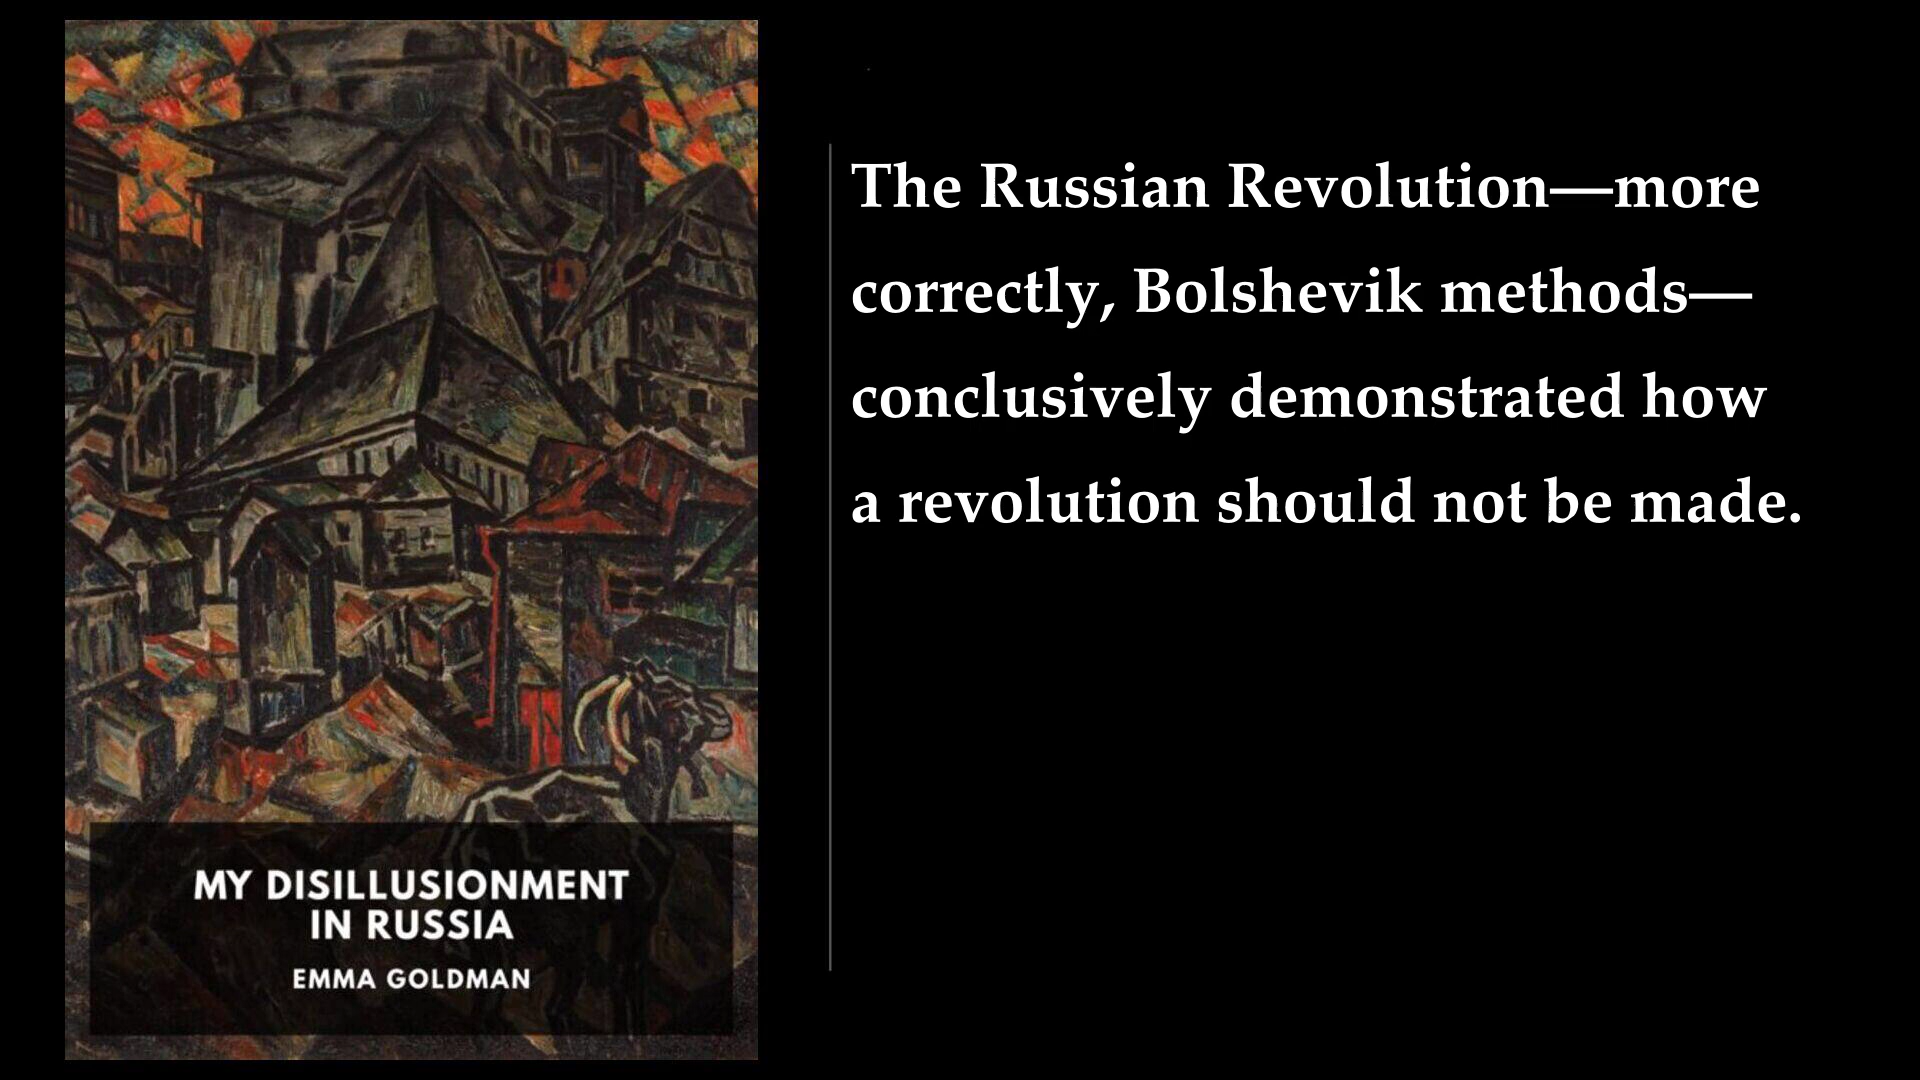 The Russian Revolution—more
correctly, Bolshevik methods—
conclusively demonstrated how
a revolution should not be made.
MY DISILLUSIONMENT
IN RUSSIA
EMMA GOLDMAN